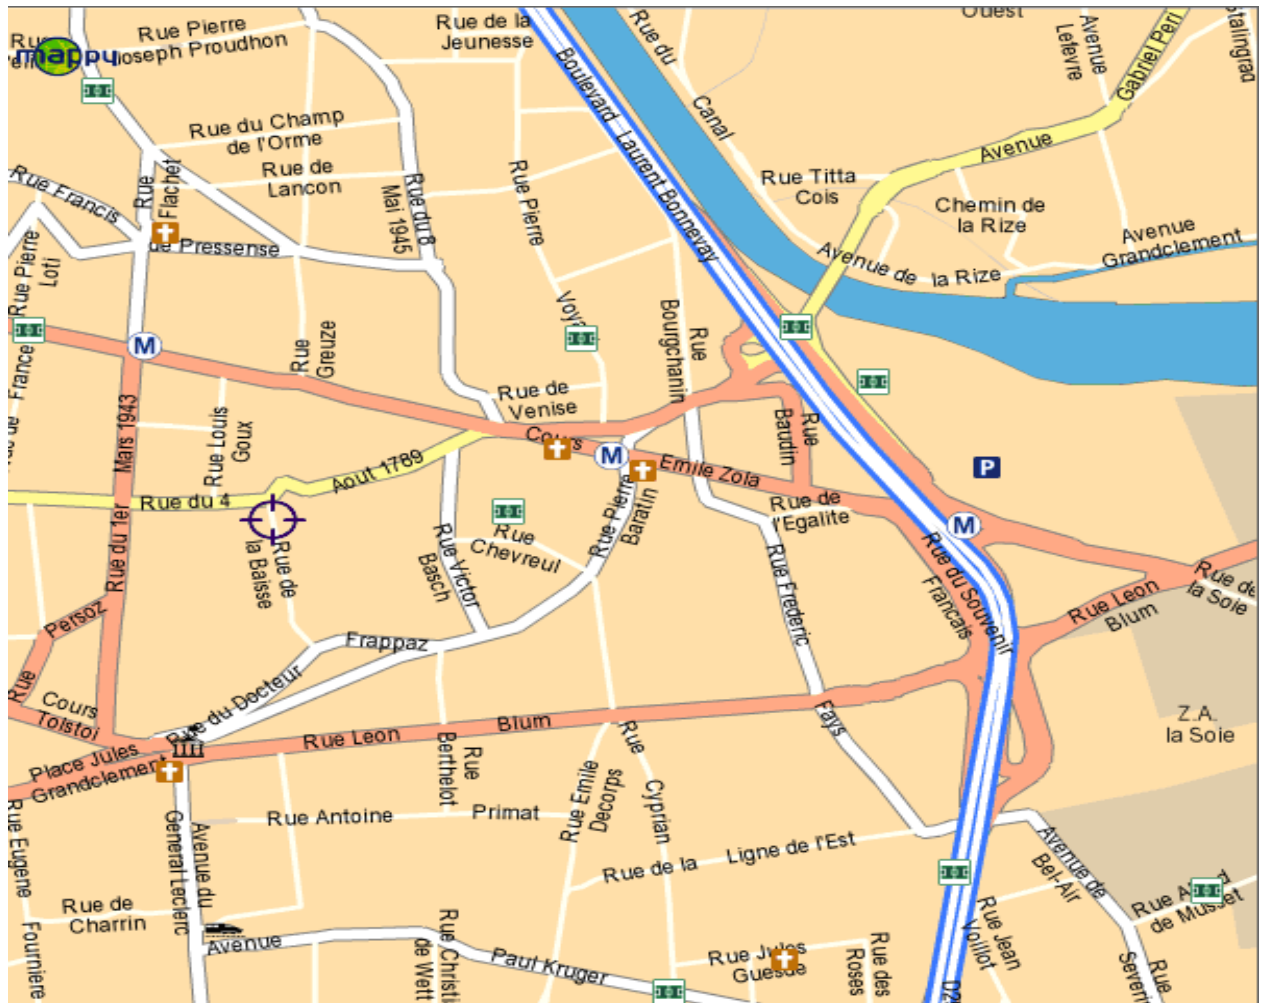 mappy
Rue Pierre
Joseph Proudhon
Rue de la
Jeunesse
Boulevard Laurent Bonnevay
Rue du
Canal
Ouest
Avenue
Lefevre
Gabriel Peri
Stalingrad
Rue du Champ
de l'Orme
Rue de
Lancon
Rue
Flachet
Rue Francis
de Pressense
Rue du 8
Mai 1945
Rue Pierre
Voya
Avenue
Rue Titta
Cois
Chemin de
la Rize
Avenue
Grandclement
Avenue de la Rize
Rue Pierre
Loti
M
Rue
Greuze
Rue
Bourgchanin
Rue de
Venise
de France
Rue du 1er Mars 1943
Rue Louis
Goux
Cours
M
Emile Zola
Rue
Baudin
P
Rue du 4
Aout 1789
Rue de
l'Egalite
M
Rue Pierre
Baratin
Rue
Chevreul
Rue Victor
Basch
Rue de
la Baisse
Rue Frederic
Fays
Rue du Souvenir
Francais
Rue Leon
Blum
Rue de
la Soie
Rue
Persoz
Frappaz
Rue du Docteur
Cours
Tolstoi
Place Jules
Grandclement
Rue Leon
Blum
Z.A.
la Soie
Rue
Berthelot
Rue
Cyprian
Rue Emile
Decorps
Rue Antoine
Primat
Rue de la
Ligne de l'Est
Rue Eugene
Fourniere
Avenue du
General Leclerc
Rue de
Charrin
Avenue
Paul Kruger
Rue Christi
de Wett
Rue Jules
Guesde
Rue des
Roses
Rue Jean
Voillot
Avenue de
Bel-Air
de Musset
Rue
Severi